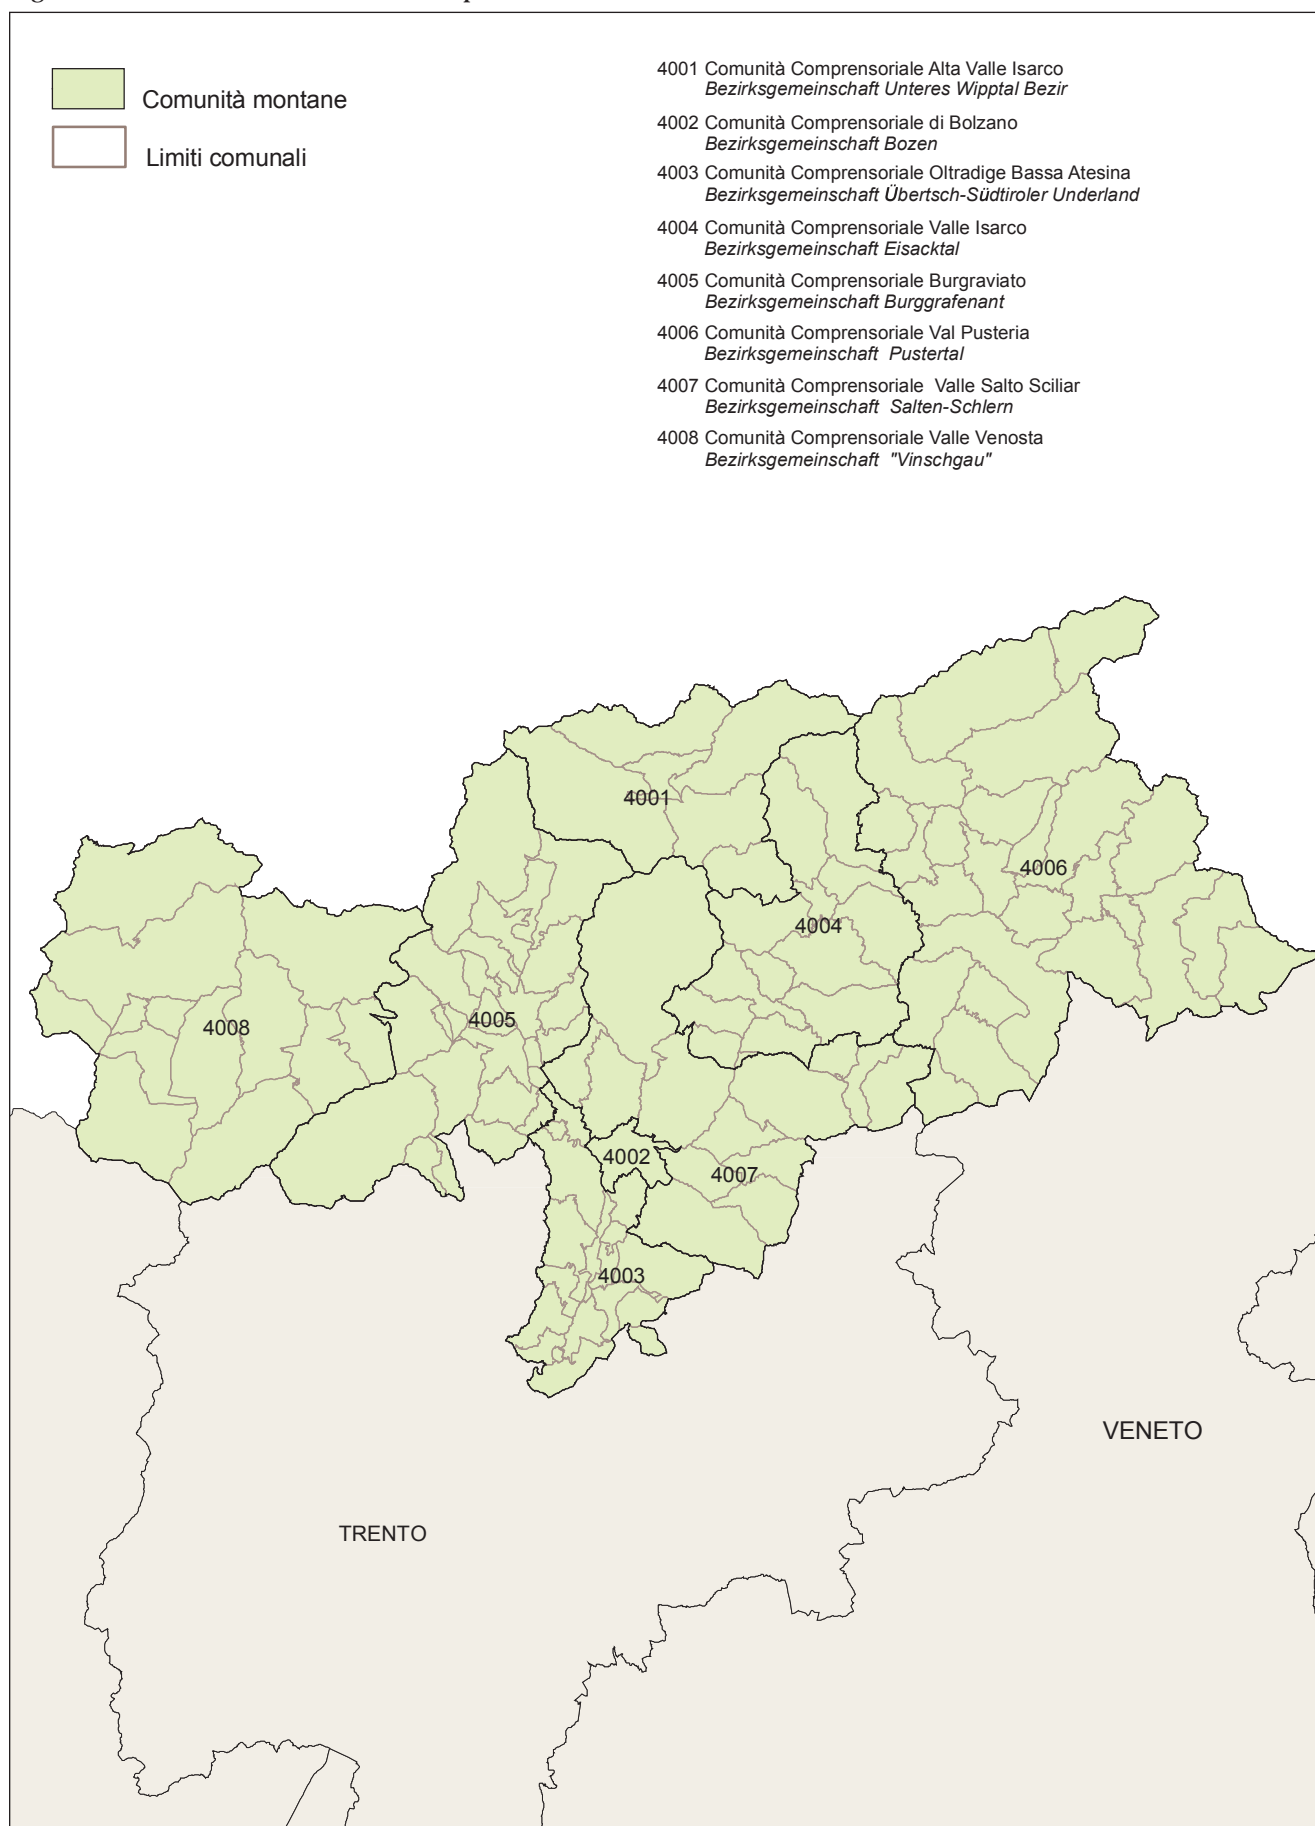 Comunità montane
Limiti comunali
4001 Comunità Comprensoriale Alta Valle Isarco
Bezirksgemeinschaft Unteres Wipptal Bezir
4002 Comunità Comprensoriale di Bolzano
Bezirksgemeinschaft Bozen
4003 Comunità Comprensoriale Oltradige Bassa Atesina
Bezirksgemeinschaft Übertsch-Südtiroler Underland
4004 Comunità Comprensoriale Valle Isarco
Bezirksgemeinschaft Eisacktal
4005 Comunità Comprensoriale Burgraviato
Bezirksgemeinschaft Burggrafenant
4006 Comunità Comprensoriale Val Pusteria
Bezirksgemeinschaft Pustertal
4007 Comunità Comprensoriale Valle Salto Sciliar
Bezirksgemeinschaft Salten-Schlern
4008 Comunità Comprensoriale Valle Venosta
Bezirksgemeinschaft "Vinschgau"
4001
4006
4004
4005
4008
4002
4007
4003
VENETO
TRENTO